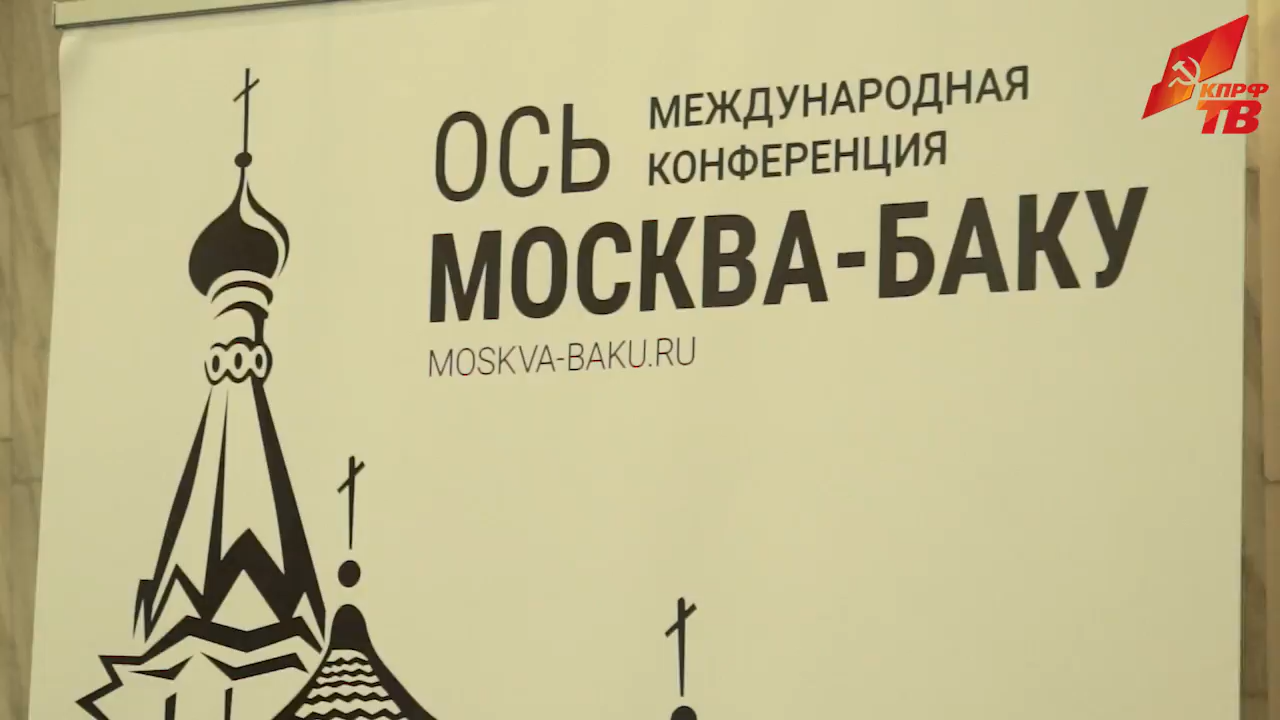 ОСЬ
МЕЖДУНАРОДНАЯ
КОНФЕРЕНЦИЯ
МОСКВА-БАКУ
MOSKVA-BAKU.RU
КПРФ
ТВ